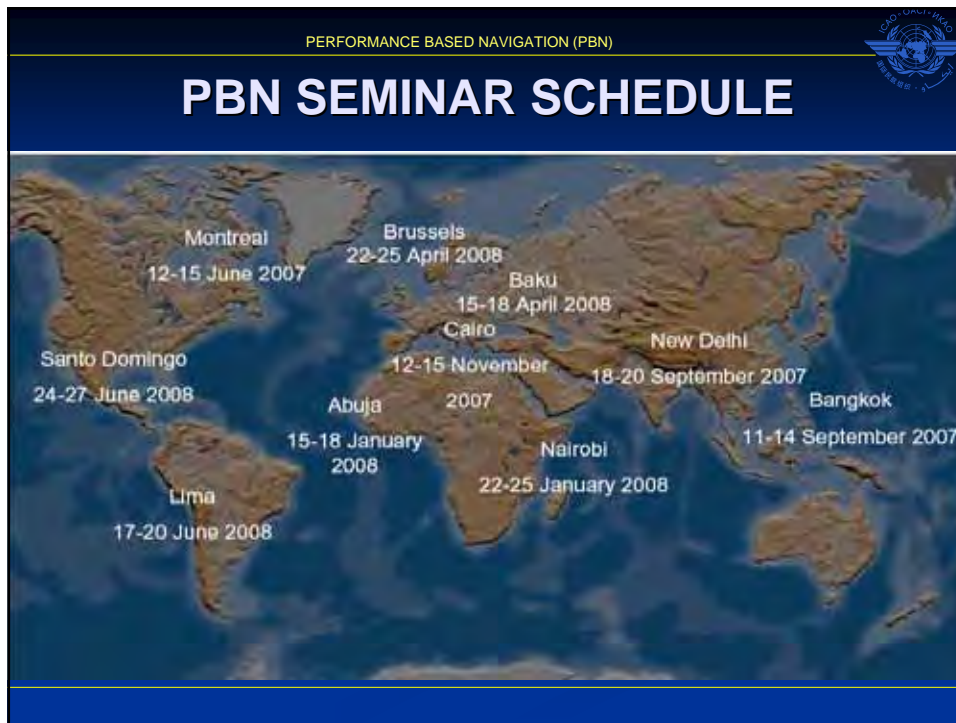 PERFORMANCE BASED NAVIGATION (PBN)
ICAO · OACI · ИКАО
PBN SEMINAR SCHEDULE
Montreal
12-15 June 2007
Brussels
22-25 April 2008
Baku
15-18 April 2008
Cairo
12-15 November
2007
New Delhi
18-20 September 2007
Santo Domingo
24-27 June 2008
Abuja
15-18 January
2008
Bangkok
11-14 September 2007
Nairobi
22-25 January 2008
Lima
17-20 June 2008